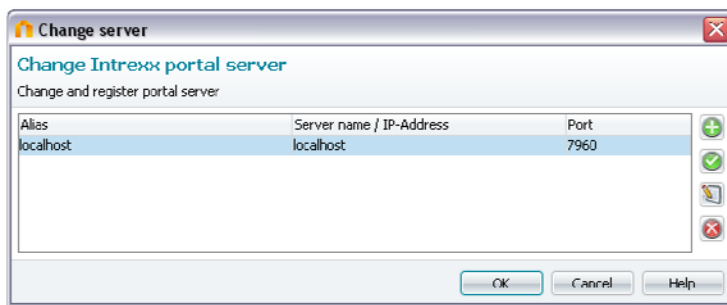 Change server
Change Intrexx portal server
Change and register portal server
Alias Server name / IP-Address Port
localhost localhost 7960
OK Cancel Help